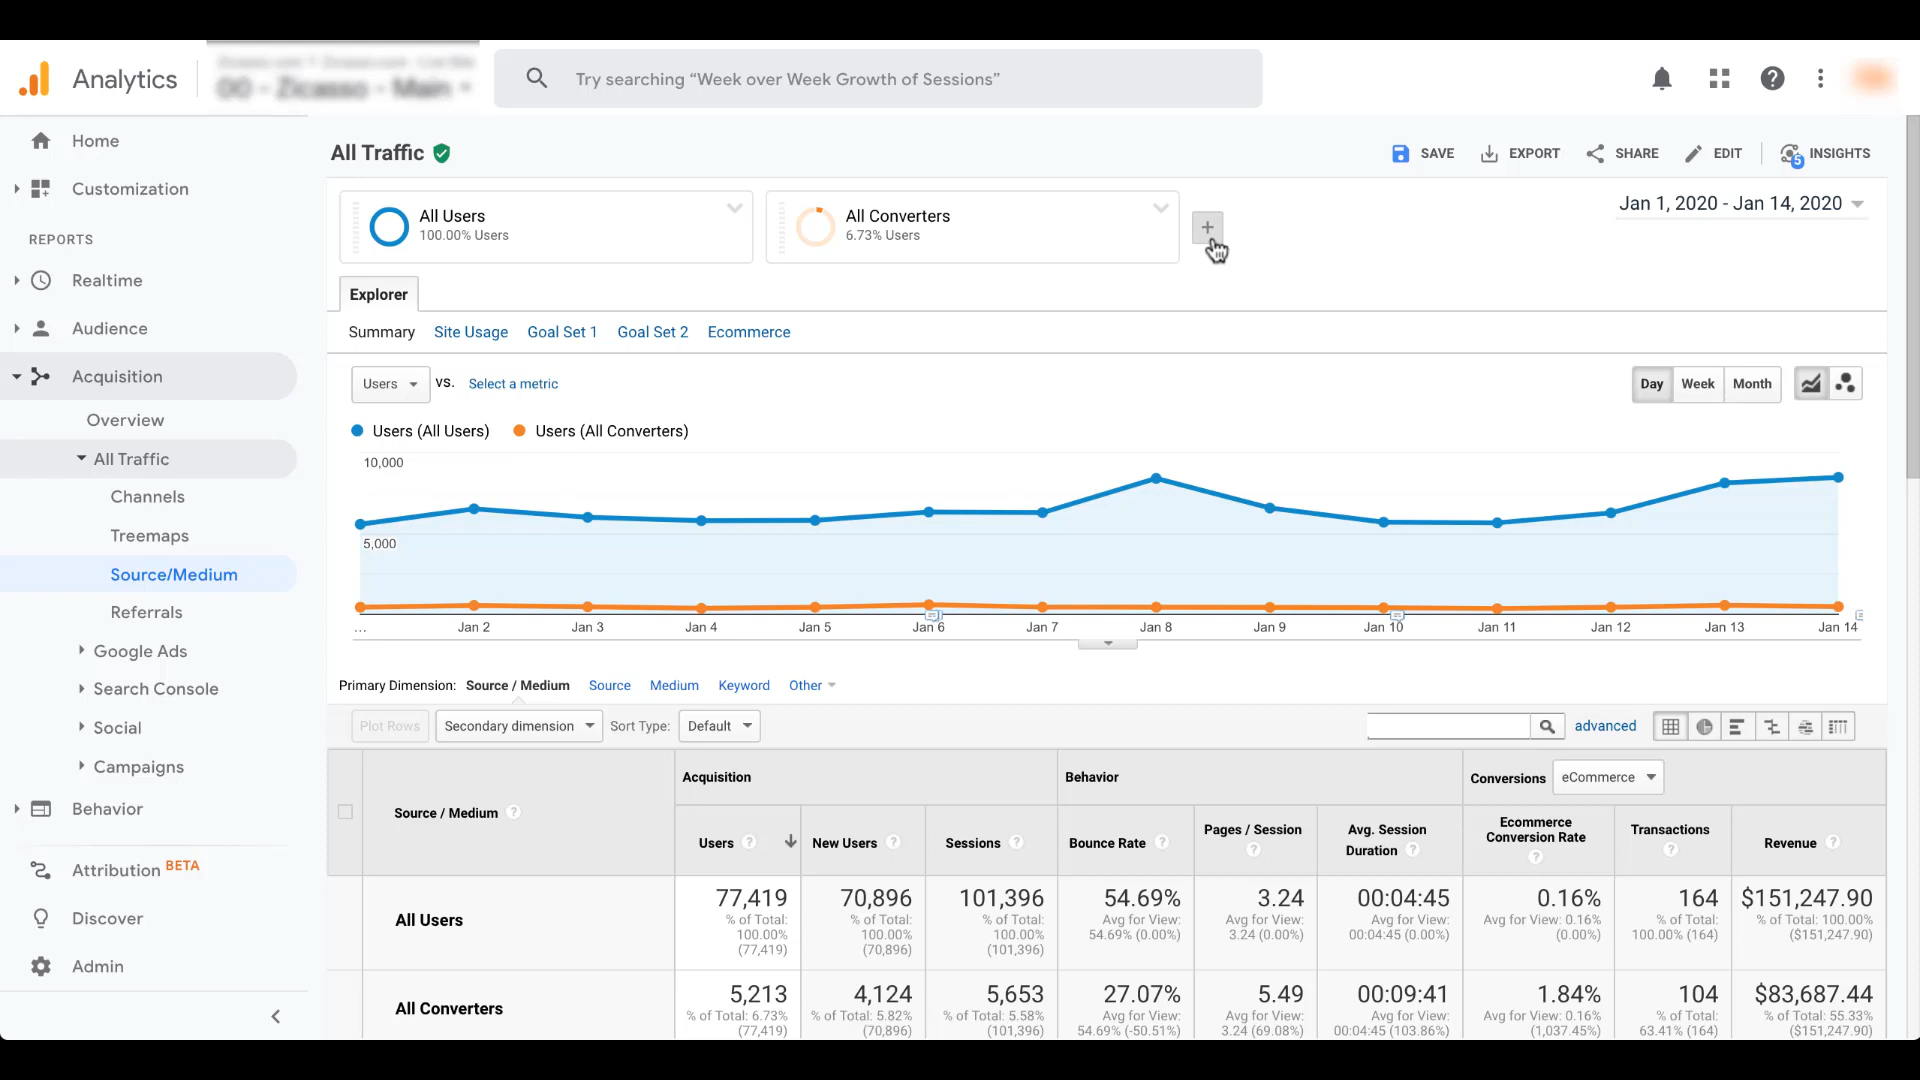 Analytics
00 - Zicasso - Main
Try searching “Week over Week Growth of Sessions”
Home
Customization
REPORTS
Realtime
Audience
Acquisition
Overview
All Traffic
Channels
Treemaps
Source/Medium
Referrals
Google Ads
Search Console
Social
Campaigns
Behavior
Attribution BETA
Discover
Admin
All Traffic
SAVE
EXPORT
SHARE
EDIT
5
INSIGHTS
All Users
100.00% Users
All Converters
6.73% Users
+
Jan 1, 2020 - Jan 14, 2020
Explorer
Summary Site Usage Goal Set 1 Goal Set 2 Ecommerce
Users vs. Select a metric
Day Week Month
Users (All Users) Users (All Converters)
10,000
5,000
... Jan 2 Jan 3 Jan 4 Jan 5 Jan 6 Jan 7 Jan 8 Jan 9 Jan 10 Jan 11 Jan 12 Jan 13 Jan 14
Primary Dimension: Source / Medium Source Medium Keyword Other
Plot Rows Secondary dimension Sort Type: Default advanced
Source / Medium ?
Acquisition
Behavior
Conversions eCommerce
Users ? New Users ? Sessions ?
Bounce Rate ? Pages / Session ? Avg. Session Duration ?
Ecommerce Conversion Rate ? Transactions ? Revenue ?
All Users
77,419
% of Total:
100.00%
(77,419)
70,896
% of Total:
100.00%
(70,896)
101,396
% of Total:
100.00%
(101,396)
54.69%
Avg for View:
54.69% (0.00%)
3.24
Avg for View:
3.24 (0.00%)
00:04:45
Avg for View:
00:04:45 (0.00%)
0.16%
Avg for View: 0.16%
(0.00%)
164
% of Total:
100.00% (164)
$151,247.90
% of Total: 100.00%
($151,247.90)
All Converters
5,213
% of Total: 6.73%
(77,419)
4,124
% of Total: 5.82%
(70,896)
5,653
% of Total: 5.58%
(101,396)
27.07%
Avg for View:
54.69% (-50.51%)
5.49
Avg for View:
3.24 (69.08%)
00:09:41
Avg for View:
00:04:45 (103.86%)
1.84%
Avg for View: 0.16%
(1,037.45%)
104
% of Total:
63.41% (164)
$83,687.44
% of Total: 55.33%
($151,247.90)